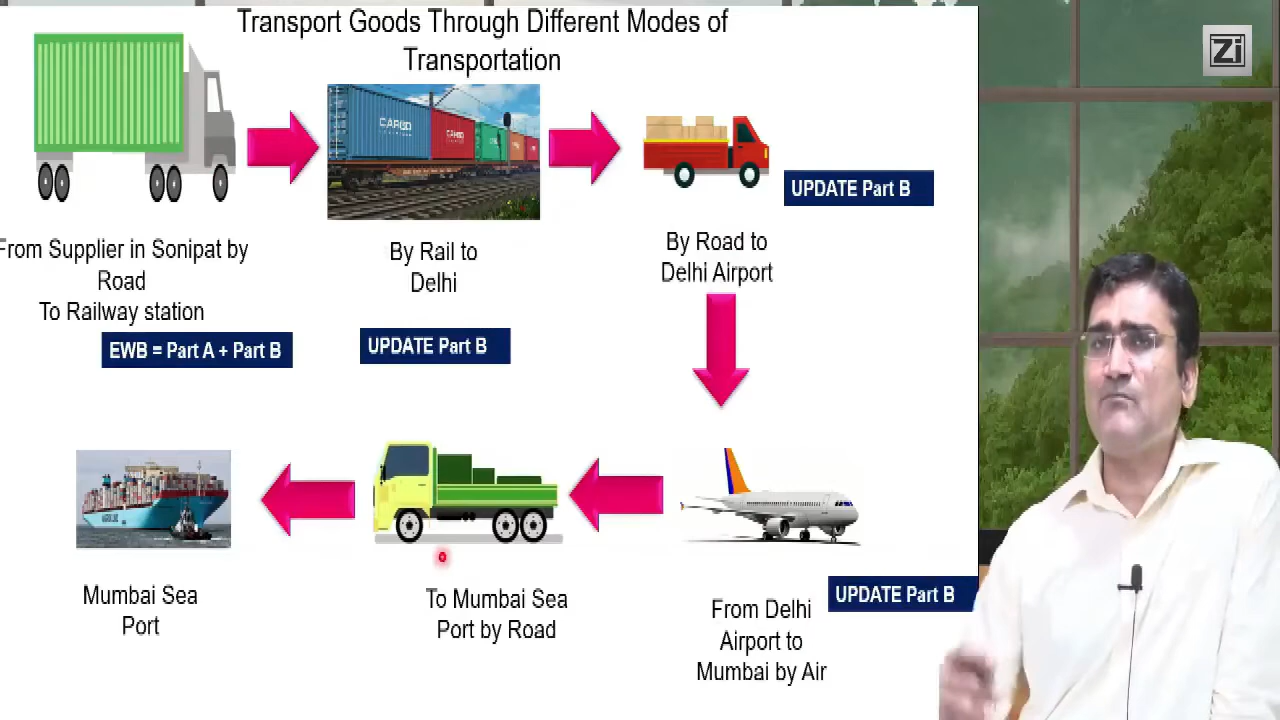 Transport Goods Through Different Modes of
Transportation
Zi
CARGO
CARGO
UPDATE Part B
From Supplier in Sonipat by
Road
To Railway station
By Rail to
Delhi
By Road to
Delhi Airport
EWB = Part A + Part B
UPDATE Part B
Mumbai Sea
Port
To Mumbai Sea
Port by Road
From Delhi
Airport to
Mumbai by Air
UPDATE Part B